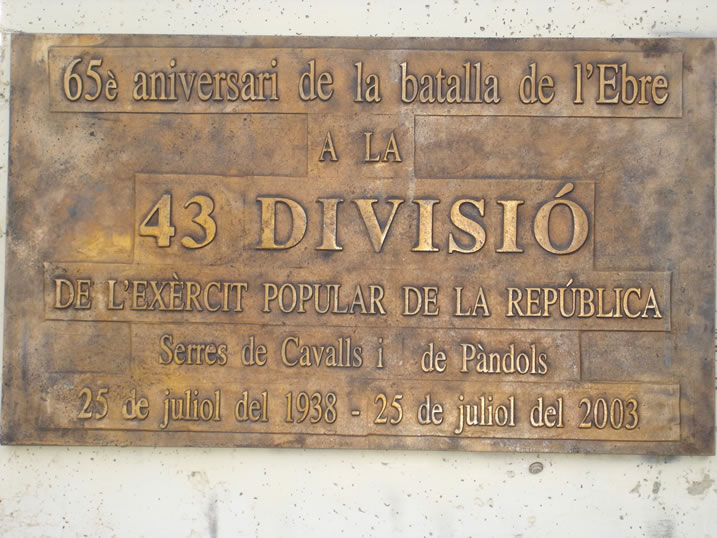 65è aniversari de la batalla de l'Ebre
A LA
43 DIVISIÓ
DE L'EXÈRCIT POPULAR DE LA REPÚBLICA
Serres de Cavalls i de Pàndols
25 de juliol del 1938 - 25 de juliol del 2003